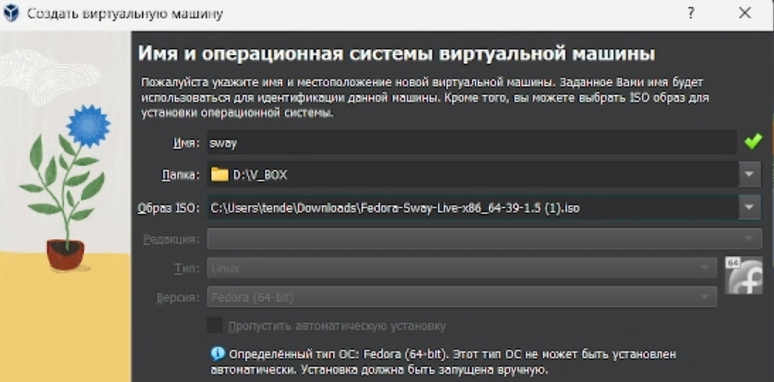 Создать виртуальную машину
?
Имя и операционная системы виртуальной машины
Пожалуйста укажите имя и местоположение новой виртуальной машины. Заданное Вами имя будет
использоваться для идентификации данной машины. Кроме того, вы можете выбрать ISO образ для
установки операционной системы.
Имя: sway
Папка: D:\V_BOX
Образ ISO: C:\Users\tende\Downloads\Fedora-Sway-Live-x86_64-39-1.5 (1).iso
Редакция:
Тип: Linux
64
Версия: Fedora (64-bit)
Пропустить автоматическую установку
Определённый тип ОС: Fedora (64-bit). Этот тип ОС не может быть установлен
автоматически. Установка должна быть запущена вручную.